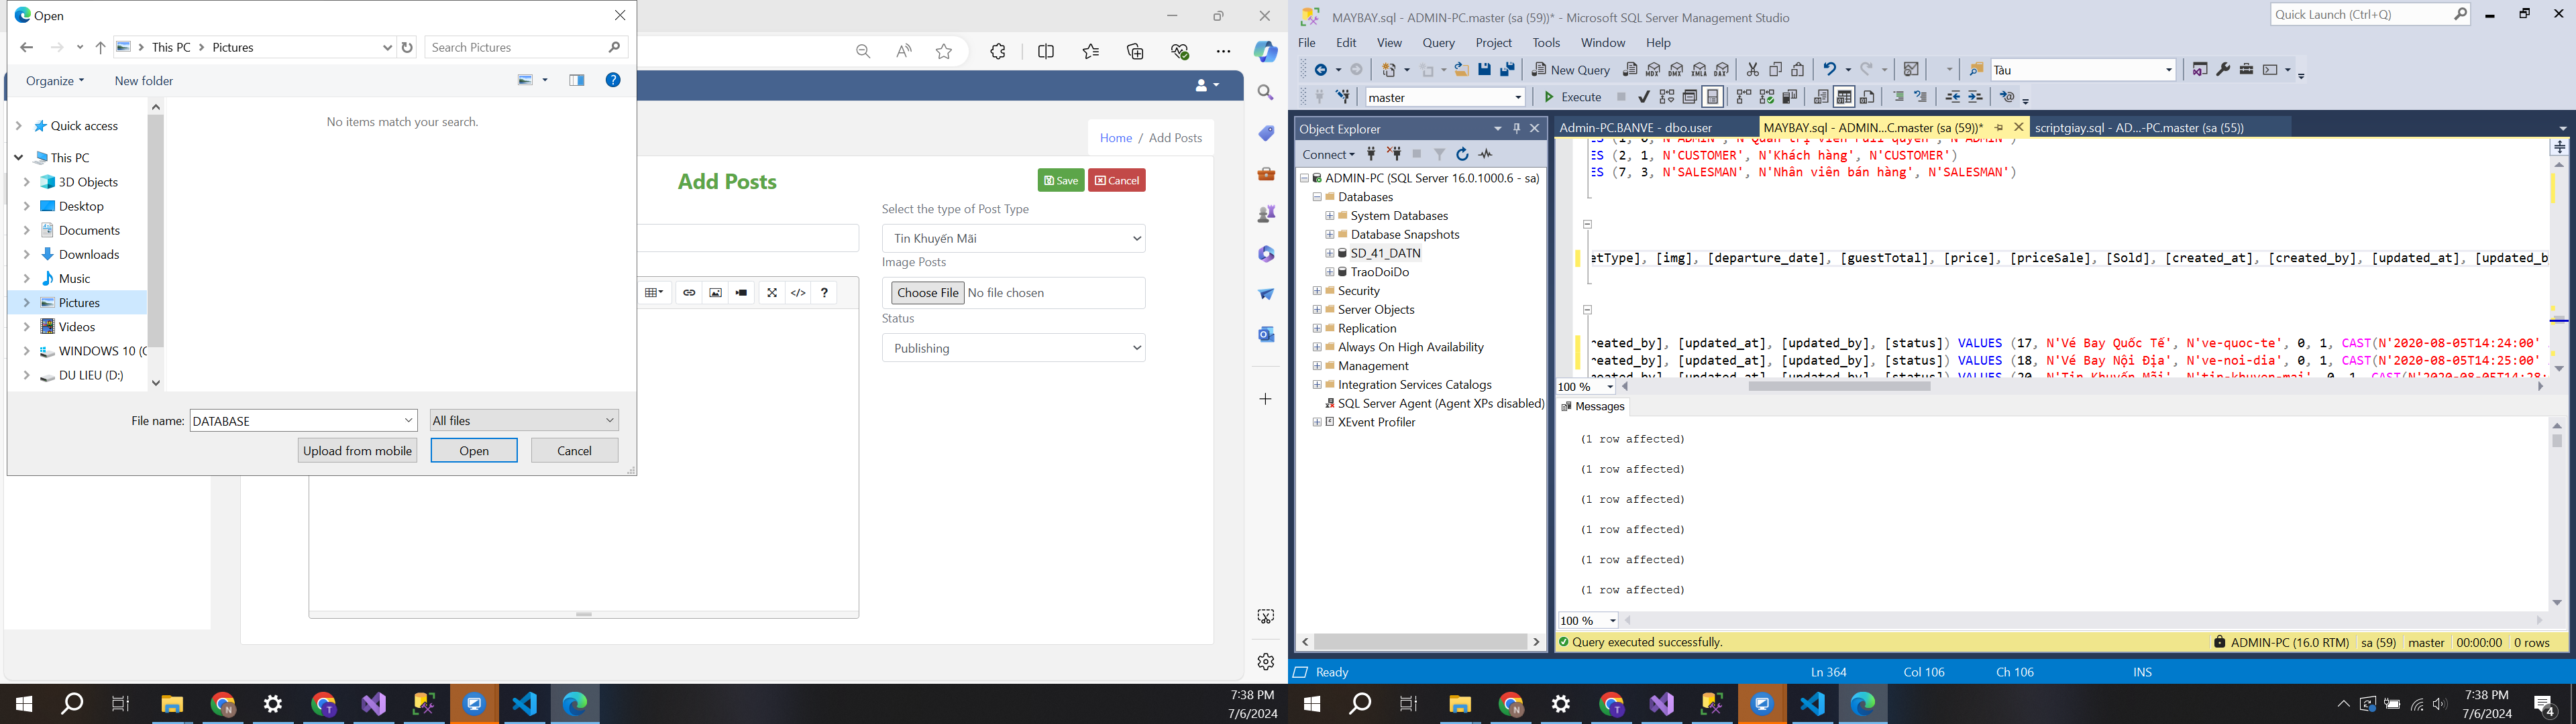 Open
This PC
Pictures
Search Pictures
Organize
New folder
Quick access
This PC
3D Objects
Desktop
Documents
Downloads
Music
Pictures
Videos
WINDOWS 10 (C
DU LIEU (D:)
No items match your search.
File name:
DATABASE
All files
Upload from mobile
Open
Cancel
Home / Add Posts
Add Posts
Save
Cancel
Select the type of Post Type
Tin Khuyến Mãi
Image Posts
Choose File No file chosen
Status
Publishing
7:38 PM
7/6/2024
MAYBAY.sql - ADMIN-PC.master (sa (59))* - Microsoft SQL Server Management Studio
Quick Launch (Ctrl+Q)
File Edit View Query Project Tools Window Help
New Query
MDX DMX XMLA DAX
Tàu
master
Execute
Object Explorer
Connect
ADMIN-PC (SQL Server 16.0.1000.6 - sa)
Databases
System Databases
Database Snapshots
SD_41_DATN
TraoDoiDo
Security
Server Objects
Replication
Always On High Availability
Management
Integration Services Catalogs
SQL Server Agent (Agent XPs disabled)
XEvent Profiler
Admin-PC.BANVE - dbo.user
MAYBAY.sql - ADMIN...C.master (sa (59))*
scriptgiay.sql - AD...-PC.master (sa (55))
ES (2, 1, N'CUSTOMER', N'Khách hàng', N'CUSTOMER')
ES (7, 3, N'SALESMAN', N'Nhân viên bán hàng', N'SALESMAN')
etType], [img], [departure_date], [guestTotal], [price], [priceSale], [Sold], [created_at], [created_by], [updated_at], [updated_b
reated_by], [updated_at], [updated_by], [status]) VALUES (17, N'Vé Bay Quốc Tế', N've-quoc-te', 0, 1, CAST(N'2020-08-05T14:24:00'
reated_by], [updated_at], [updated_by], [status]) VALUES (18, N'Vé Bay Nội Địa', N've-noi-dia', 0, 1, CAST(N'2020-08-05T14:25:00'
100 %
Messages
(1 row affected)
(1 row affected)
(1 row affected)
(1 row affected)
(1 row affected)
(1 row affected)
100 %
Query executed successfully.
ADMIN-PC (16.0 RTM)
sa (59)
master
00:00:00
0 rows
Ready
Ln 364
Col 106
Ch 106
INS
7:38 PM
7/6/2024
4